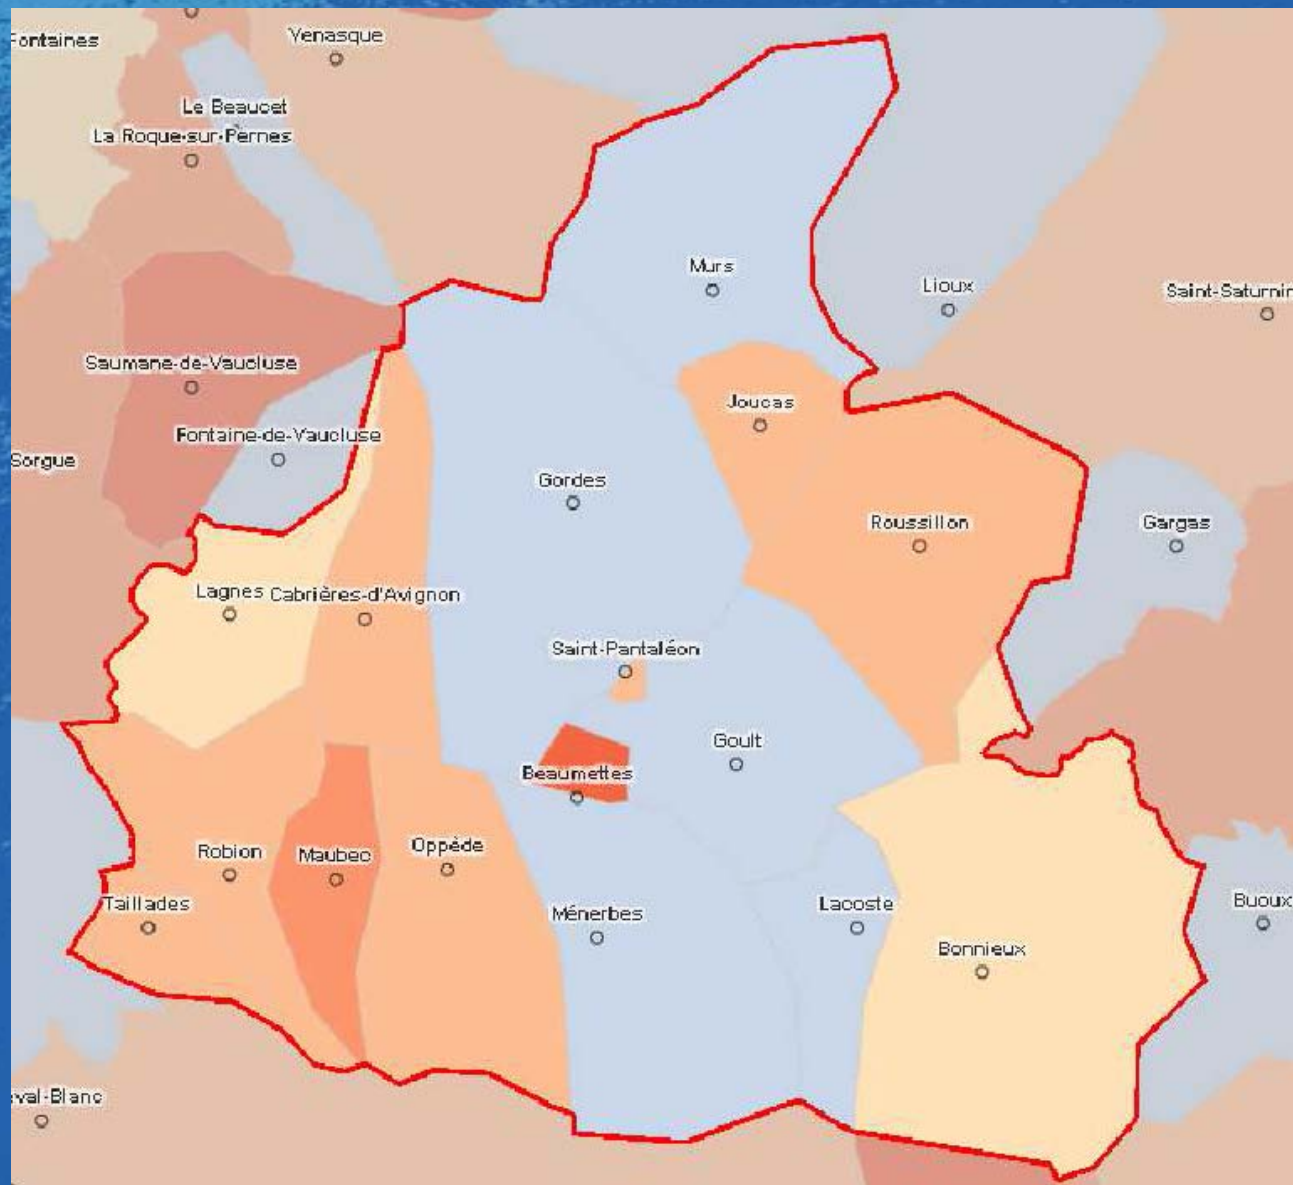 Fontaines
Venasque
Le Beaucet
La Roque-sur-Pernes
Murs
Lioux
Saint-Saturnin
Saumane-de-Vaucluse
Joucas
Fontaine-de-Vaucluse
Sorgue
Gordes
Roussillon
Gargas
Lagnes
Cabrières-d'Avignon
Saint-Pantaléon
Goult
Beaumettes
Robion
Maubec
Oppède
Taillades
Ménerbes
Lacoste
Buoux
Bonnieux
eval-Blanc